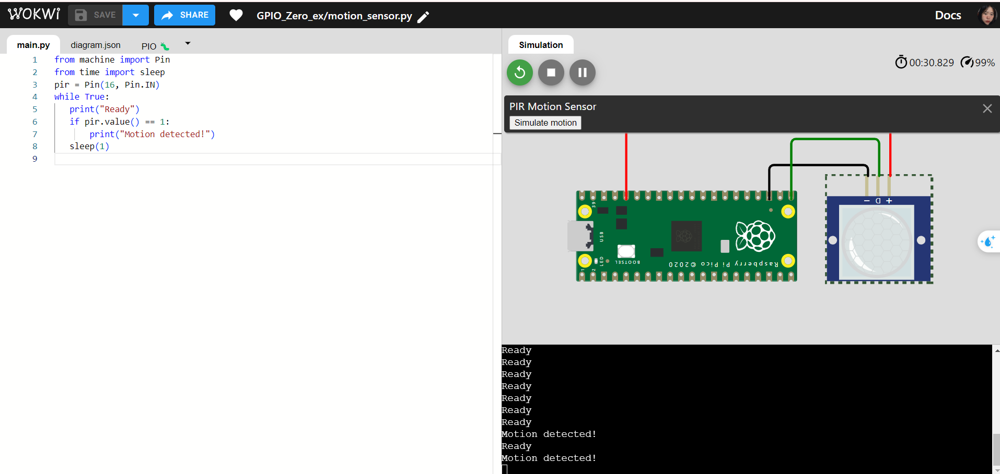 WOKWI SAVE SHARE GPIO_Zero_ex/motion_sensor.py Docs
main.py diagram.json PIO
1 from machine import Pin
2 from time import sleep
3 pir = Pin(16, Pin.IN)
4 while True:
5 print("Ready")
6 if pir.value() == 1:
7 print("Motion detected!")
8 sleep(1)
9
Simulation
00:30.829 99%
PIR Motion Sensor
Simulate motion
39
USB
LED
1
2
BOOTSEL
Raspberry Pi Pico ©2020
− D +
Ready
Ready
Ready
Ready
Ready
Ready
Ready
Motion detected!
Ready
Motion detected!